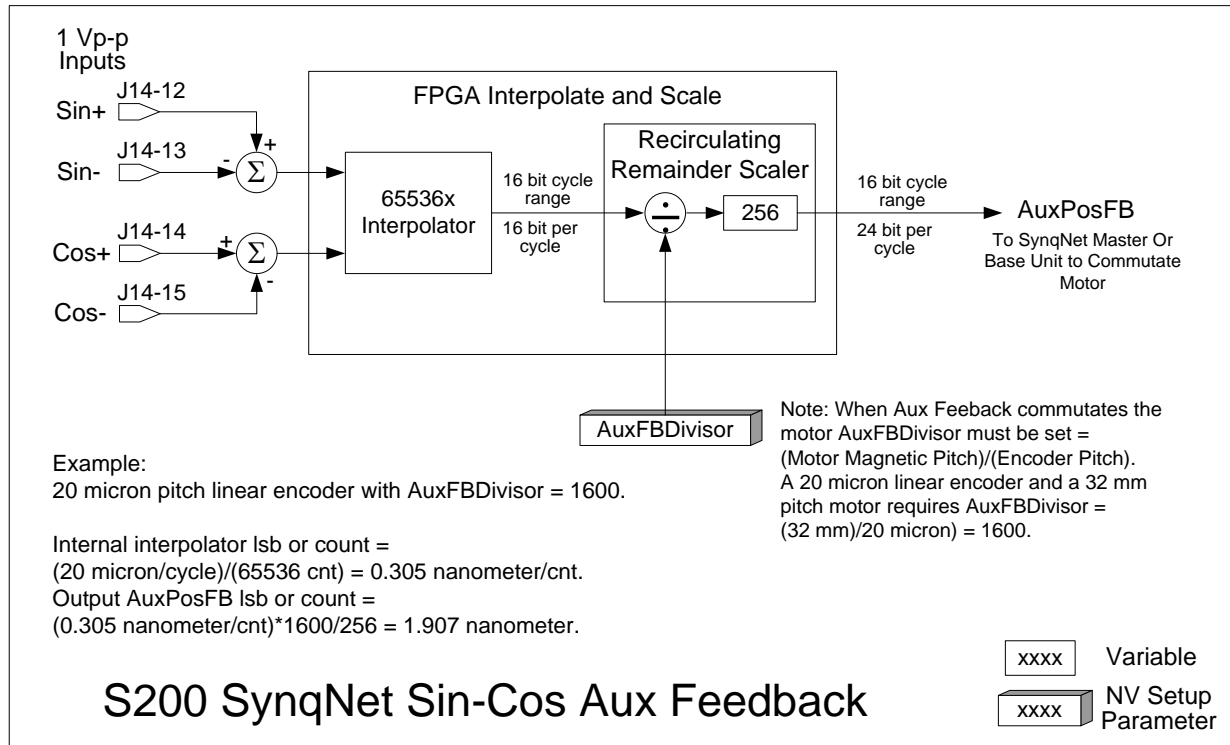 1 Vp-p
Inputs
J14-12
Sin+
J14-13
Sin-
J14-14
Cos+
J14-15
Cos-
+
-
Σ
+
-
Σ
FPGA Interpolate and Scale
65536x
Interpolator
16 bit cycle
range
16 bit per
cycle
Recirculating
Remainder Scaler
÷
256
16 bit cycle
range
24 bit per
cycle
AuxPosFB
To SynqNet Master Or
Base Unit to Commutate
Motor
AuxFBDivisor
Note: When Aux Feeback commutates the
motor AuxFBDivisor must be set =
(Motor Magnetic Pitch)/(Encoder Pitch).
A 20 micron linear encoder and a 32 mm
pitch motor requires AuxFBDivisor =
(32 mm)/20 micron) = 1600.
Example:
20 micron pitch linear encoder with AuxFBDivisor = 1600.
Internal interpolator lsb or count =
(20 micron/cycle)/(65536 cnt) = 0.305 nanometer/cnt.
Output AuxPosFB lsb or count =
(0.305 nanometer/cnt)*1600/256 = 1.907 nanometer.
S200 SynqNet Sin-Cos Aux Feedback
xxxx Variable
xxxx NV Setup
Parameter